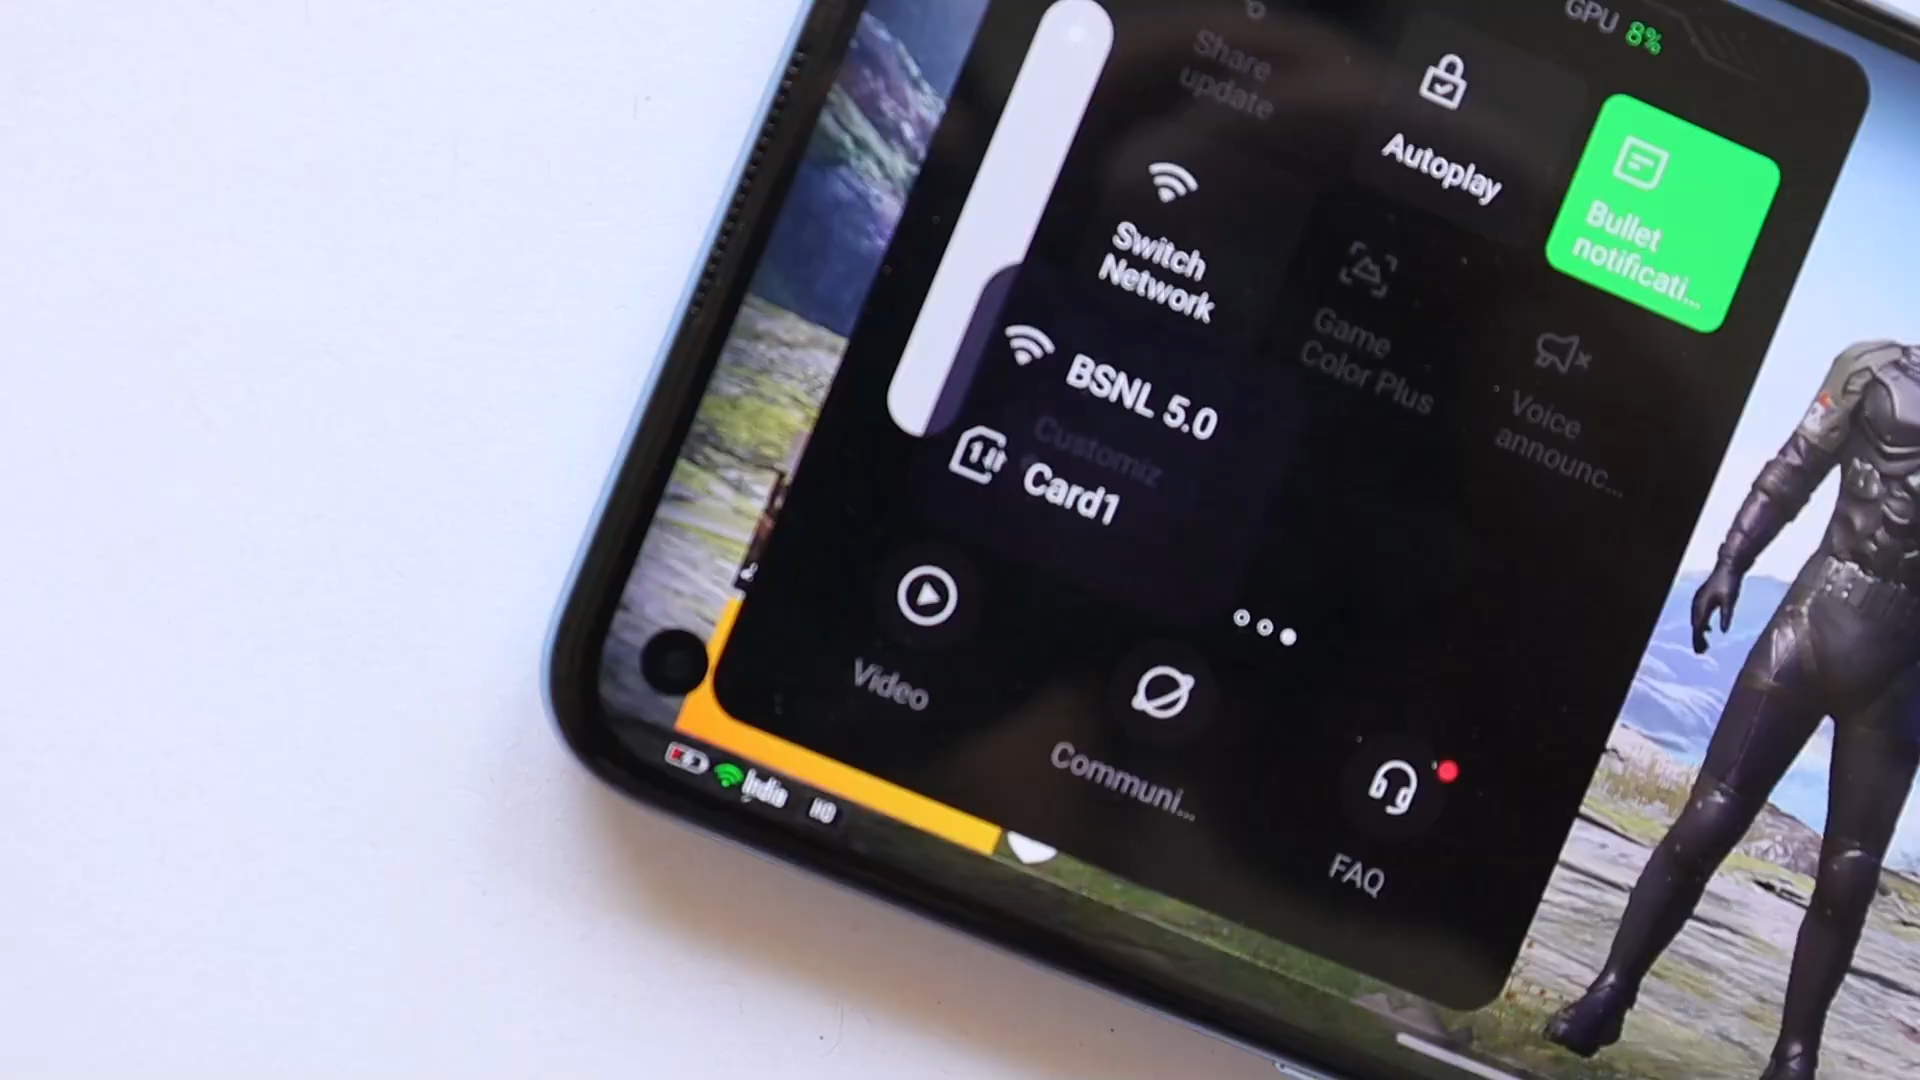 GPU 8%
Share
update
Autoplay
Bullet
notificati...
Switch
Network
Game
Color Plus
Voice
announc...
BSNL 5.0
Customiz
Card1
Video
Communi...
FAQ